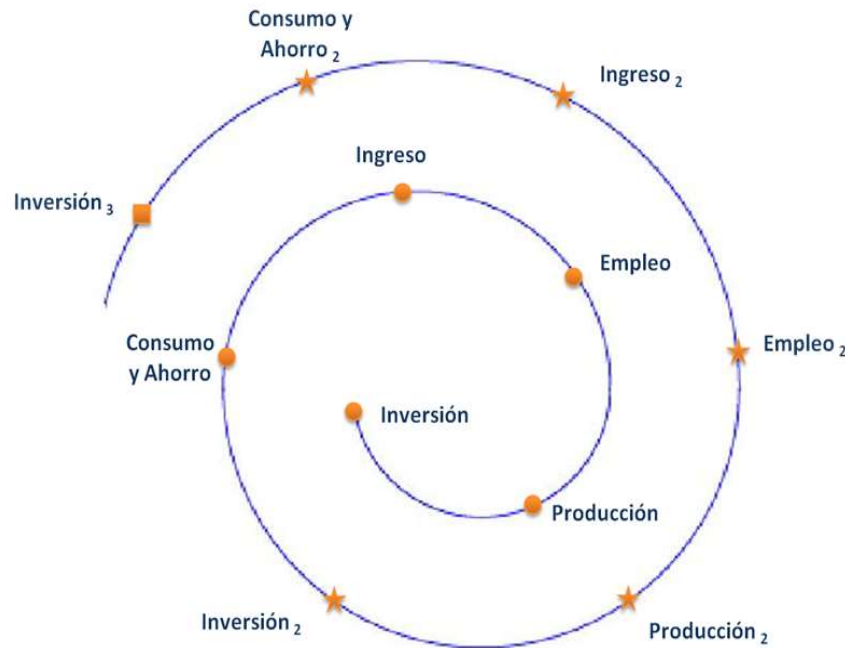 Consumo y
Ahorro 2
Ingreso 2
Ingreso
Inversión 3
Empleo
Consumo
y Ahorro
Empleo 2
Inversión
Producción
Inversión 2
Producción 2